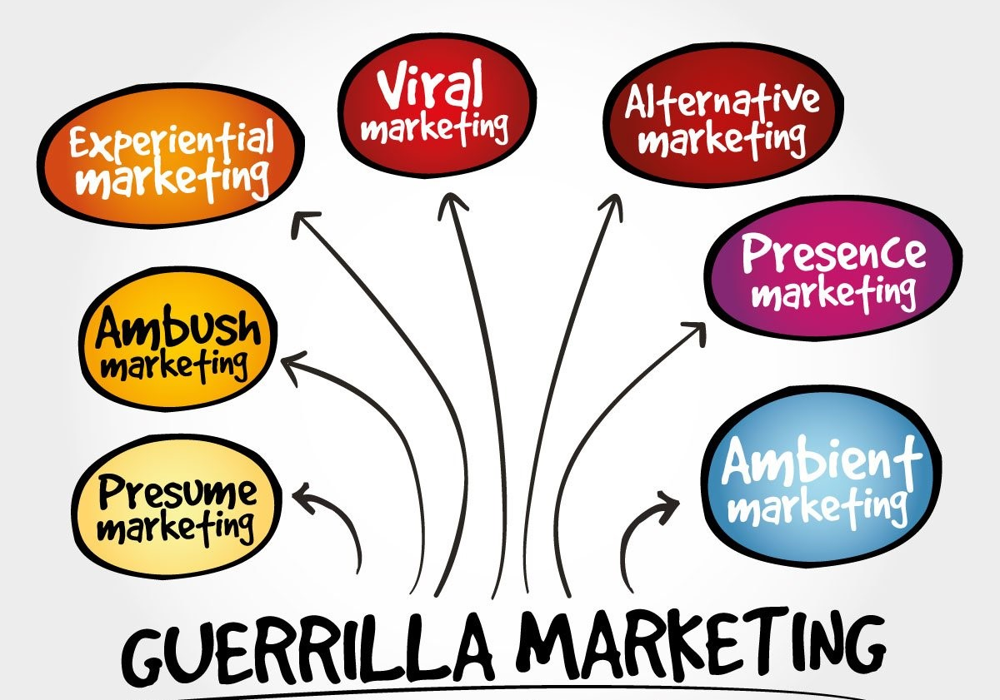 Viral
marketing
Alternative
marketing
Experiential
marketing
Presence
marketing
Ambush
marketing
Ambient
marketing
Presume
marketing
GUERRILLA MARKETING